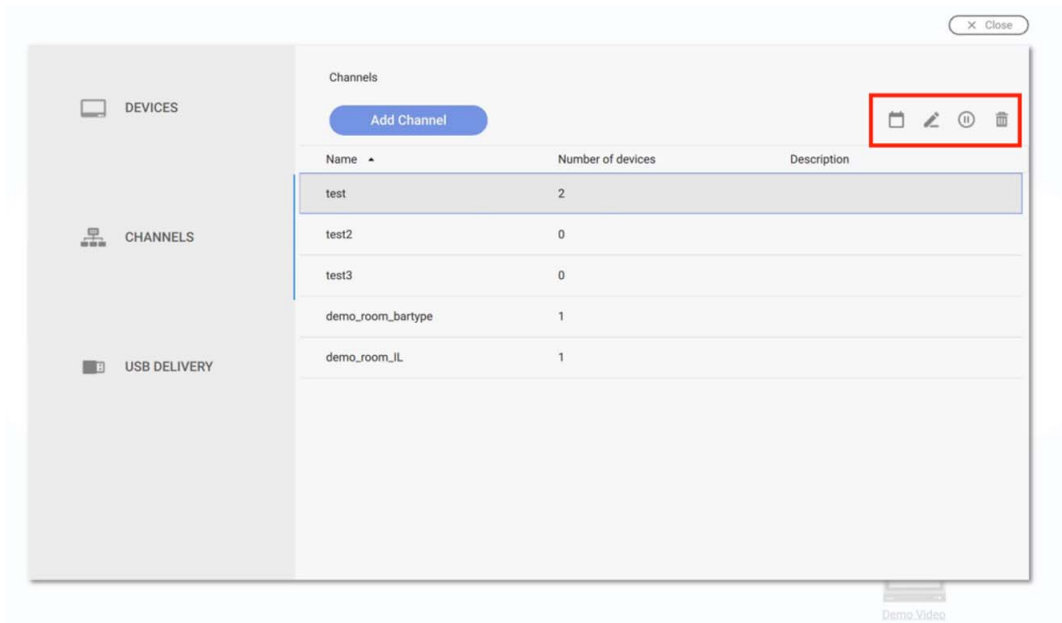 Close
Channels
DEVICES
Add Channel
Name Number of devices Description
test 2
test2 0
CHANNELS
test3 0
demo_room_bartype 1
demo_room_IL 1
USB DELIVERY
Demo Video